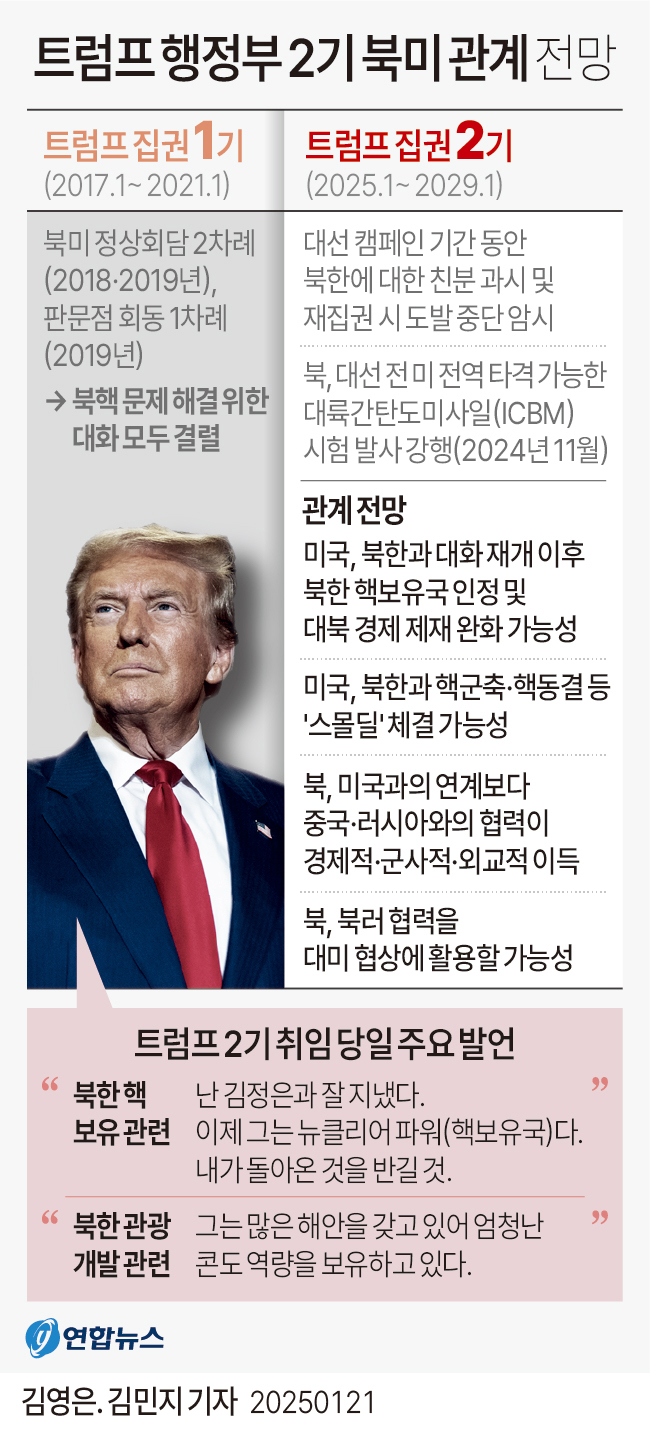 트럼프 행정부 2기 북미 관계 전망
트럼프 집권 1기
(2017.1~ 2021.1)
북미 정상회담 2차례
(2018·2019년),
판문점 회동 1차례
(2019년)
→ 북핵 문제 해결 위한
대화 모두 결렬
트럼프 집권 2기
(2025.1~ 2029.1)
대선 캠페인 기간 동안
북한에 대한 친분 과시 및
재집권 시 도발 중단 암시
북, 대선 전 미 전역 타격 가능한
대륙간탄도미사일(ICBM)
시험 발사 강행(2024년 11월)
관계 전망
미국, 북한과 대화 재개 이후
북한 핵보유국 인정 및
대북 경제 제재 완화 가능성
미국, 북한과 핵군축·핵동결 등
'스몰딜' 체결 가능성
북, 미국과의 연계보다
중국·러시아와의 협력이
경제적·군사적·외교적 이득
북, 북러 협력을
대미 협상에 활용할 가능성
트럼프 2기 취임 당일 주요 발언
“ 북한 핵 난 김정은과 잘 지냈다. ”
보유 관련 이제 그는 뉴클리어 파워(핵보유국)다.
내가 돌아온 것을 반길 것.
“ 북한 관광 그는 많은 해안을 갖고 있어 엄청난 ”
개발 관련 콘도 역량을 보유하고 있다.
연합뉴스
김영은. 김민지 기자 20250121